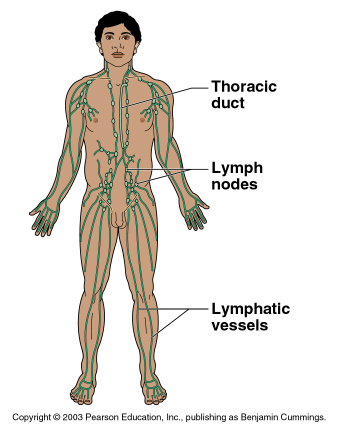 Thoracic
duct
Lymph
nodes
Lymphatic
vessels
Copyright © 2003 Pearson Education, Inc., publishing as Benjamin Cummings.